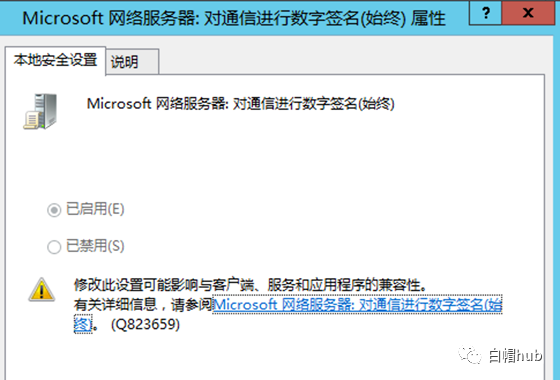 Microsoft 网络服务器: 对通信进行数字签名(始终) 属性
? x
本地安全设置 说明
Microsoft 网络服务器: 对通信进行数字签名(始终)
已启用(E)
已禁用(S)
修改此设置可能影响与客户端、服务和应用程序的兼容性。
有关详细信息，请参阅Microsoft 网络服务器: 对通信进行数字签名(始
终)。 (Q823659)
白帽hub